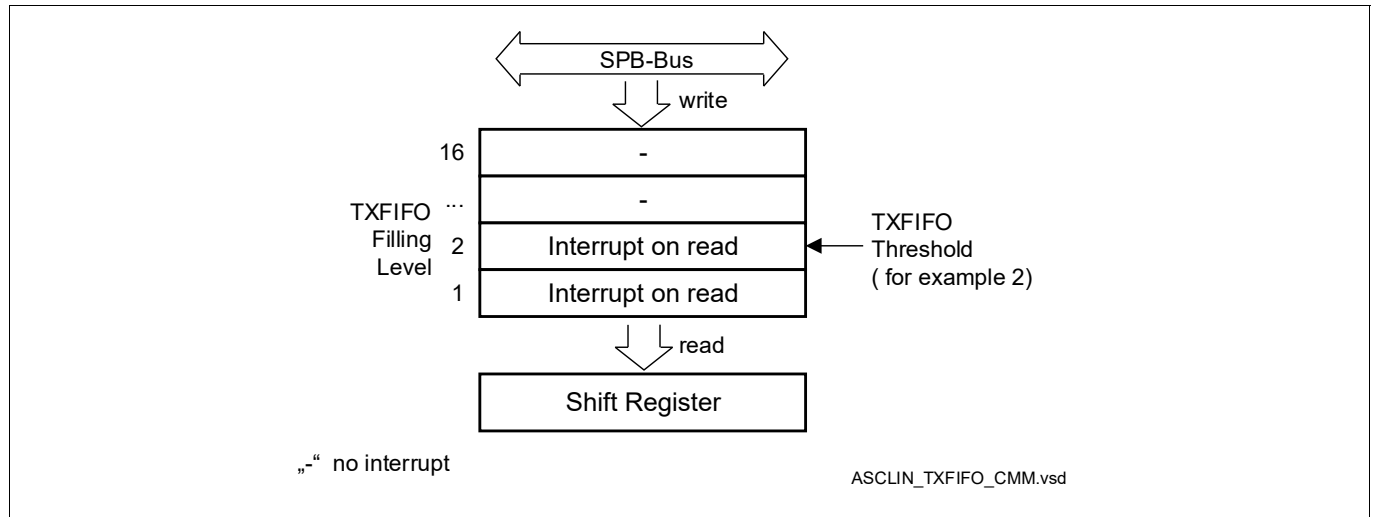 SPB-Bus
write
16
-
...
-
TXFIFO
Filling
Level
2
Interrupt on read
TXFIFO
Threshold
( for example 2)
1
Interrupt on read
read
Shift Register
„-“ no interrupt
ASCLIN_TXFIFO_CMM.vsd